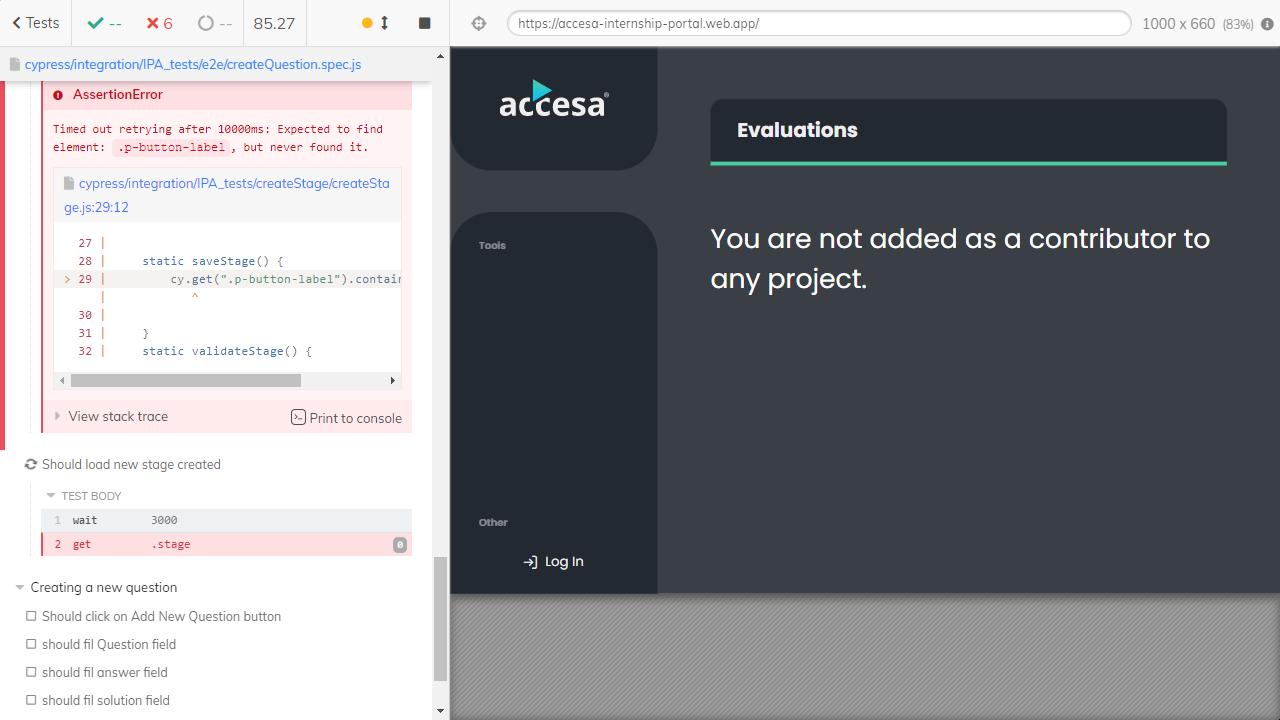 Tests
--
6
--
85.27
https://accesa-internship-portal.web.app/
1000 x 660 (83%)
cypress/integration/IPA_tests/e2e/createQuestion.spec.js
AssertionError
Timed out retrying after 10000ms: Expected to find
element: .p-button-label, but never found it.
cypress/integration/IPA_tests/createStage/createSta
ge.js:29:12
27 |
28 | static saveStage() {
> 29 | cy.get(".p-button-label").contain
| ^
30 |
31 | }
32 | static validateStage() {
View stack trace
Print to console
Should load new stage created
TEST BODY
1 wait 3000
2 get .stage 0
Creating a new question
Should click on Add New Question button
should fil Question field
should fil answer field
should fil solution field
accesa®
Tools
Other
Log In
Evaluations
You are not added as a contributor to
any project.